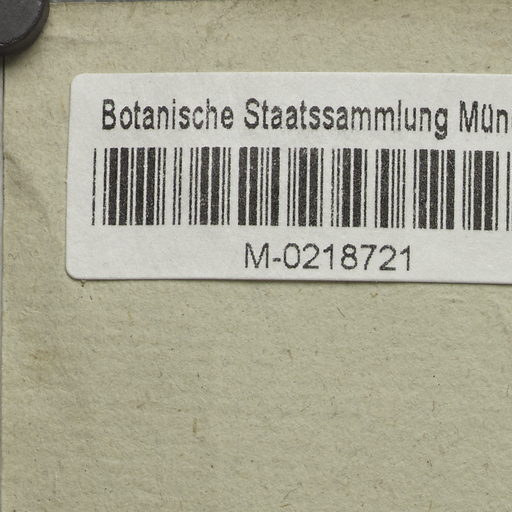 Botanische Staatssammlung Mün
M-0218721